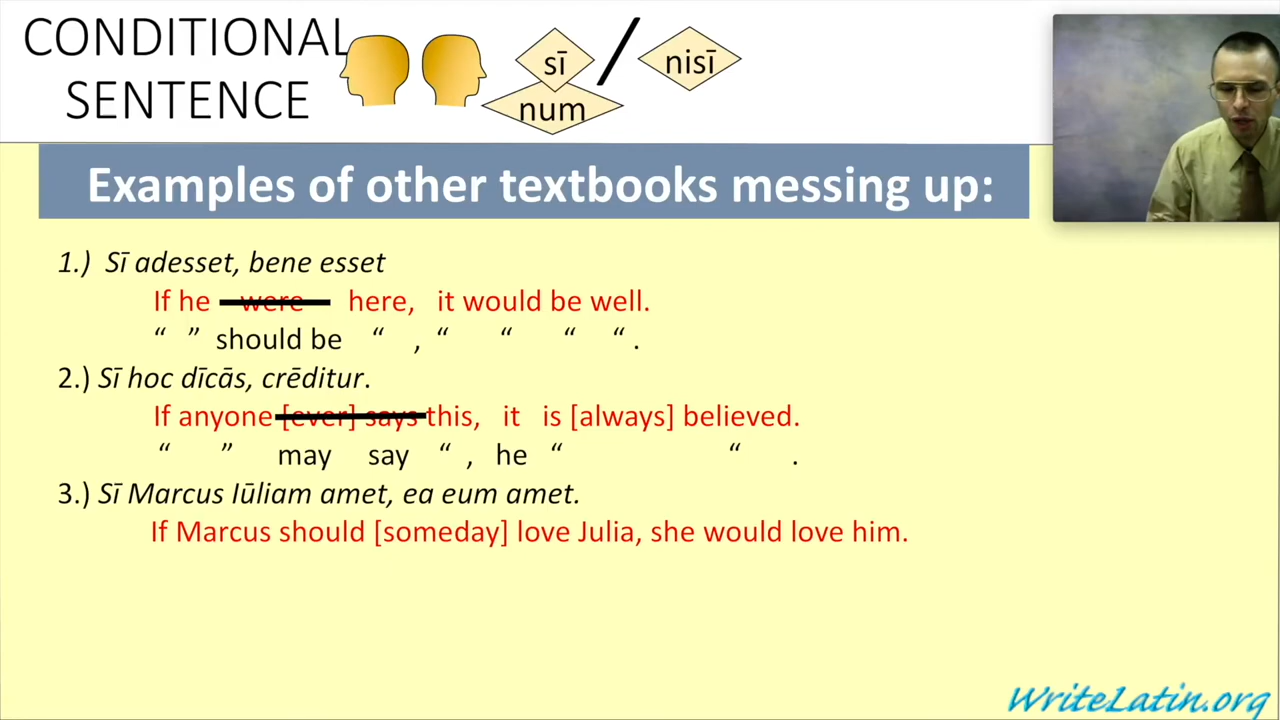 CONDITIONAL
SENTENCE
sī
num
nisī
Examples of other textbooks messing up:
1.) Sī adesset, bene esset
If he were here, it would be well.
“ ” should be “ , “ “ “ “ .
2.) Sī hoc dīcās, crēditur.
If anyone [ever] says this, it is [always] believed.
“ ” may say “ , he “ “ .
3.) Sī Marcus Iūliam amet, ea eum amet.
If Marcus should [someday] love Julia, she would love him.
WriteLatin.org